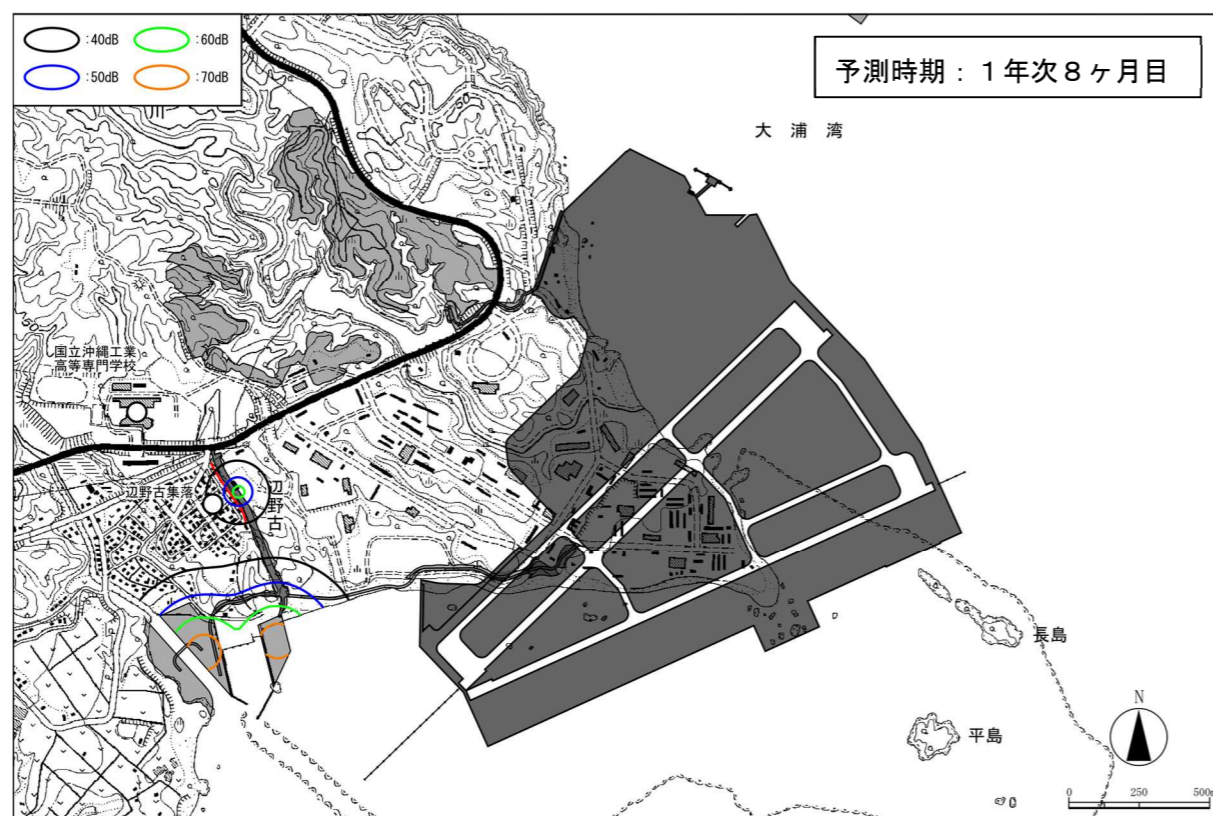 :40dB
:60dB
:50dB
:70dB
予測時期：１年次８ヶ月目
大浦湾
50
国立沖縄工業
高等専門学校
辺野古集落
辺野古
長島
平島
N
0 250 500m